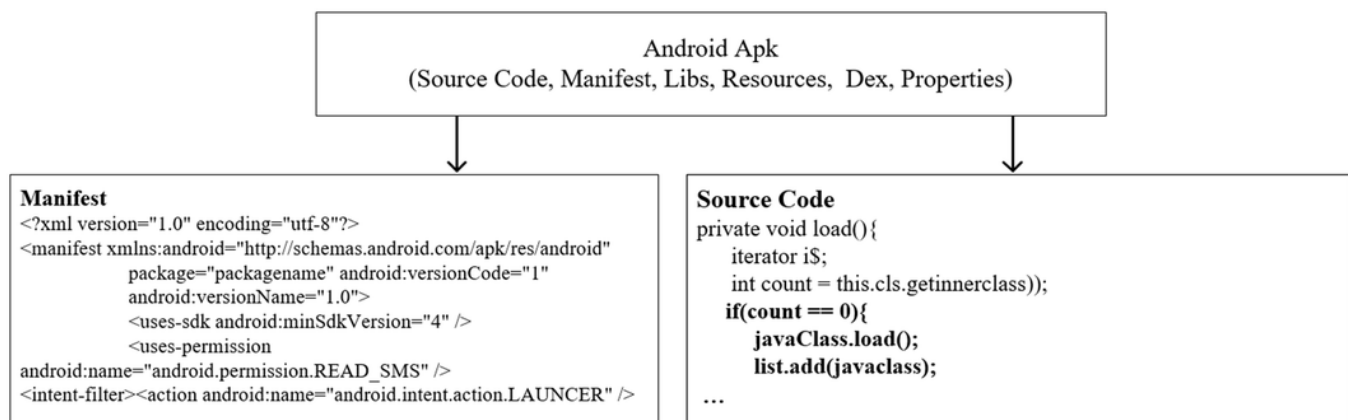 Android Apk
(Source Code, Manifest, Libs, Resources, Dex, Properties)
Manifest
<?xml version="1.0" encoding="utf-8"?>
<manifest xmlns:android="http://schemas.android.com/apk/res/android"
package="packagename" android:versionCode="1"
android:versionName="1.0">
<uses-sdk android:minSdkVersion="4" />
<uses-permission
android:name="android.permission.READ_SMS" />
<intent-filter><action android:name="android.intent.action.LAUNCER" />
Source Code
private void load(){
iterator i$;
int count = this.cls.getinnerclass));
if(count == 0){
javaClass.load();
list.add(javaclass);
...